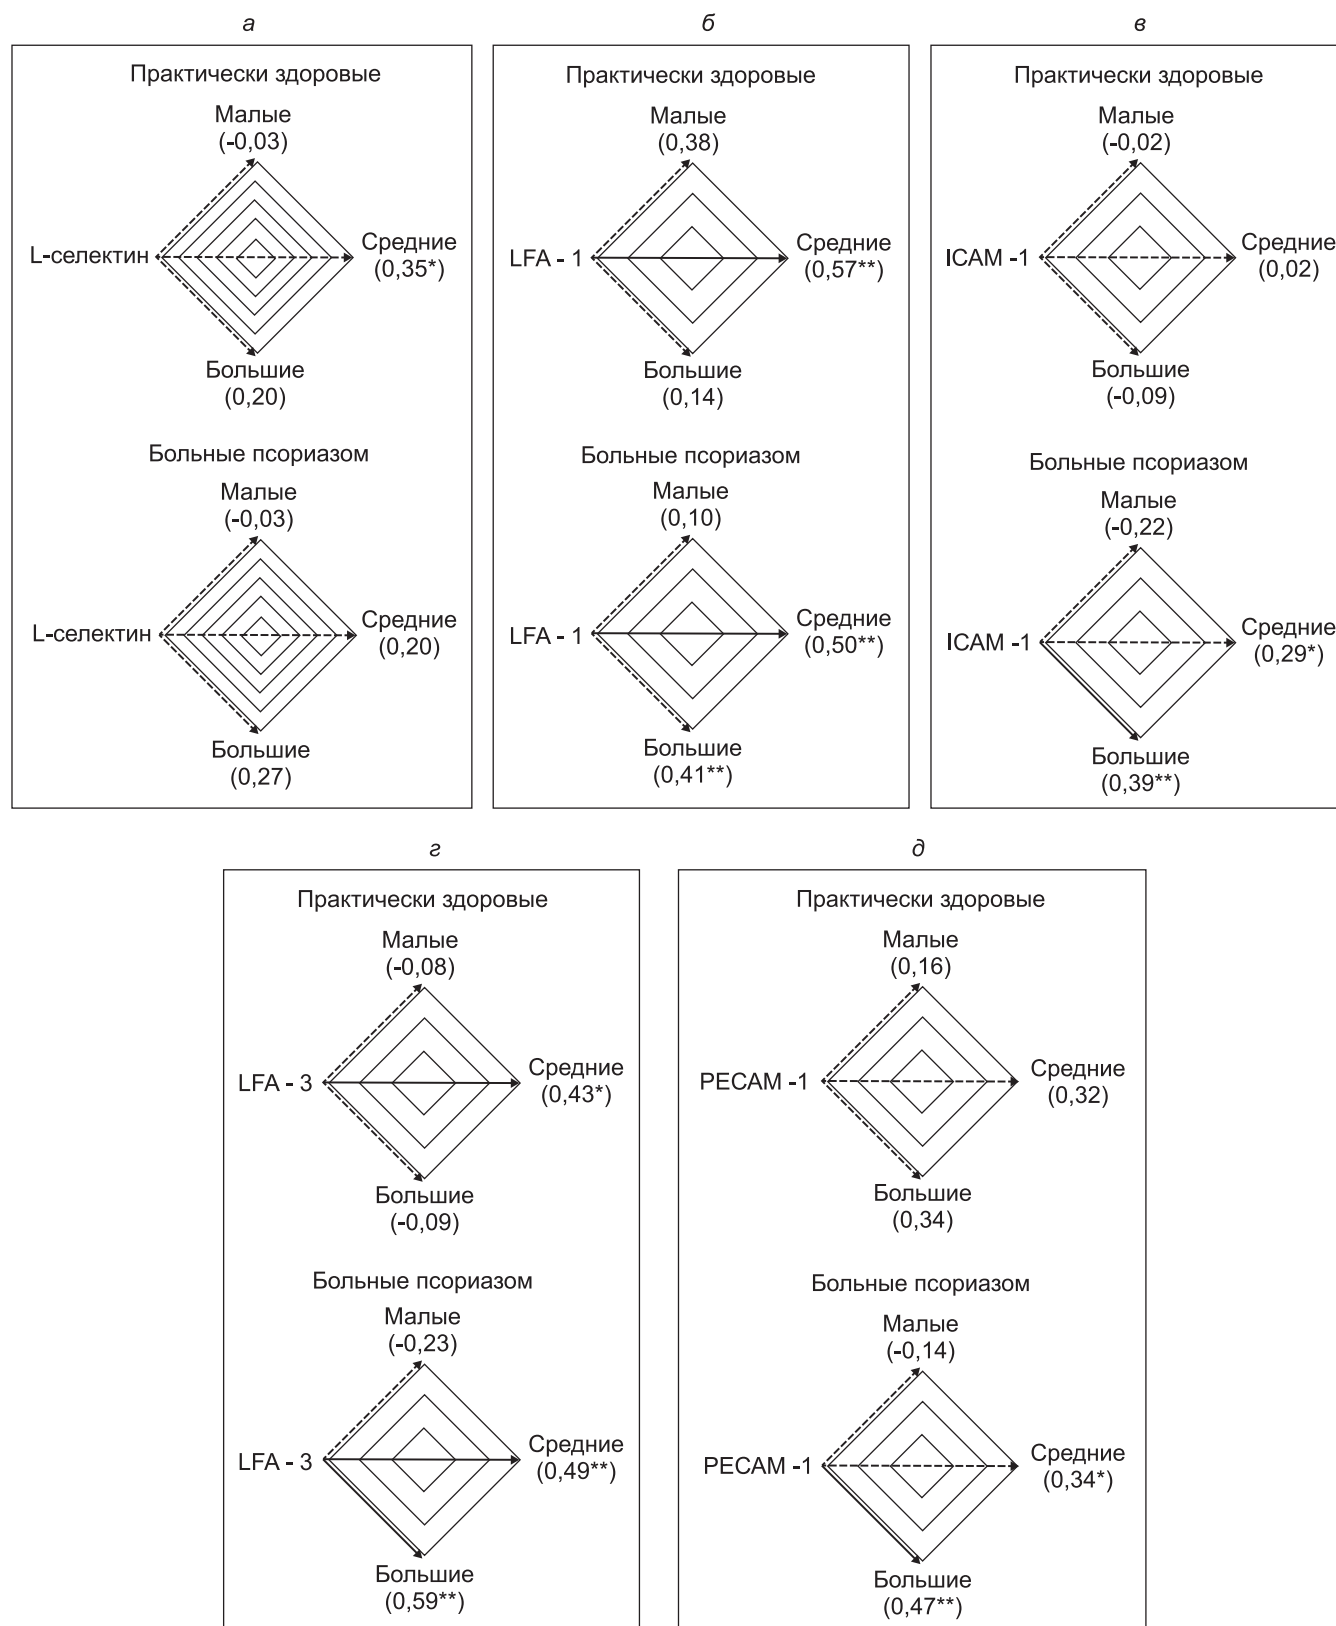 а
Практически здоровые
Малые
(-0,03)
L-селектин
Средние
(0,35*)
Большие
(0,20)
Больные псориазом
Малые
(-0,03)
L-селектин
Средние
(0,20)
Большие
(0,27)
б
Практически здоровые
Малые
(0,38)
LFA - 1
Средние
(0,57**)
Большие
(0,14)
Больные псориазом
Малые
(0,10)
LFA - 1
Средние
(0,50**)
Большие
(0,41**)
в
Практически здоровые
Малые
(-0,02)
ICAM -1
Средние
(0,02)
Большие
(-0,09)
Больные псориазом
Малые
(-0,22)
ICAM -1
Средние
(0,29*)
Большие
(0,39**)
г
Практически здоровые
Малые
(-0,08)
LFA - 3
Средние
(0,43*)
Большие
(-0,09)
Больные псориазом
Малые
(-0,23)
LFA - 3
Средние
(0,49**)
Большие
(0,59**)
д
Практически здоровые
Малые
(0,16)
PECAM -1
Средние
(0,32)
Большие
(0,34)
Больные псориазом
Малые
(-0,14)
PECAM -1
Средние
(0,34*)
Большие
(0,47**)